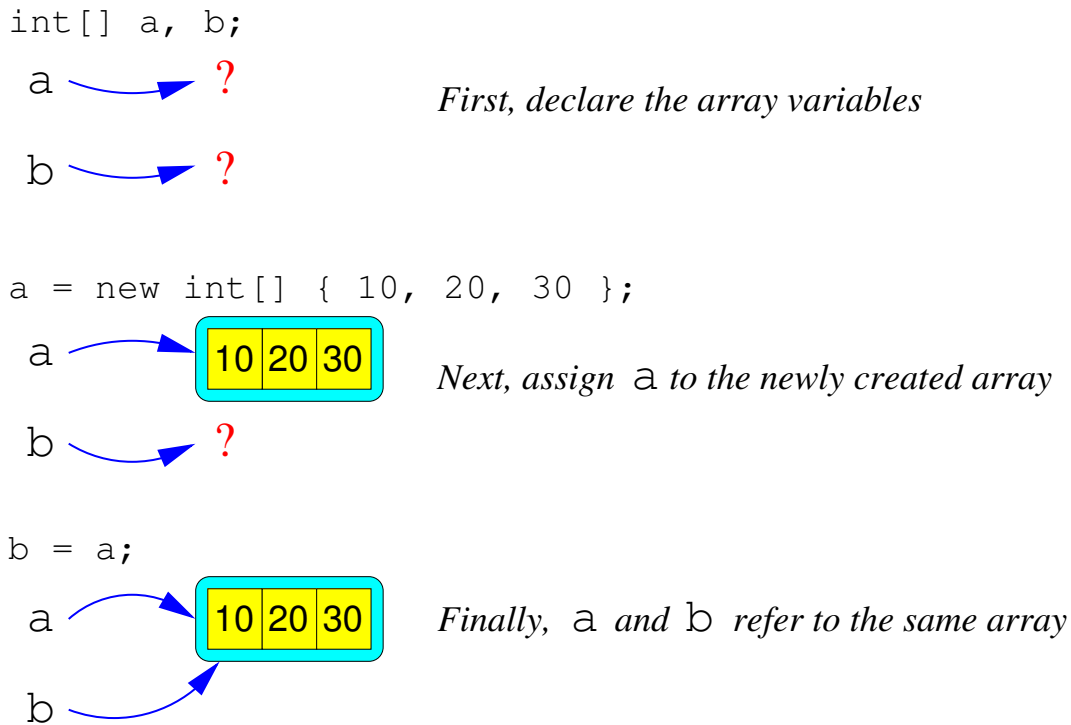 int[] a, b;
a ?
First, declare the array variables
b ?
a = new int[] { 10, 20, 30 };
a 10 20 30
Next, assign a to the newly created array
b ?
b = a;
a 10 20 30 Finally, a and b refer to the same array
b